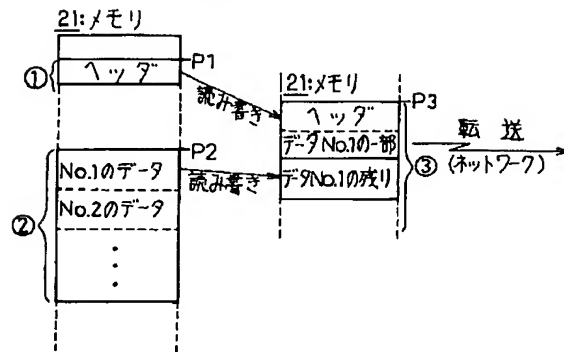 21:メモリ
P1
① ヘッダ
読み書き
P2
No.1のデータ
No.2のデータ
②
読み書き
21:メモリ
P3
ヘッダ
データNo.1の一部
データNo.1の残り
③
転送
(ネットワーク)